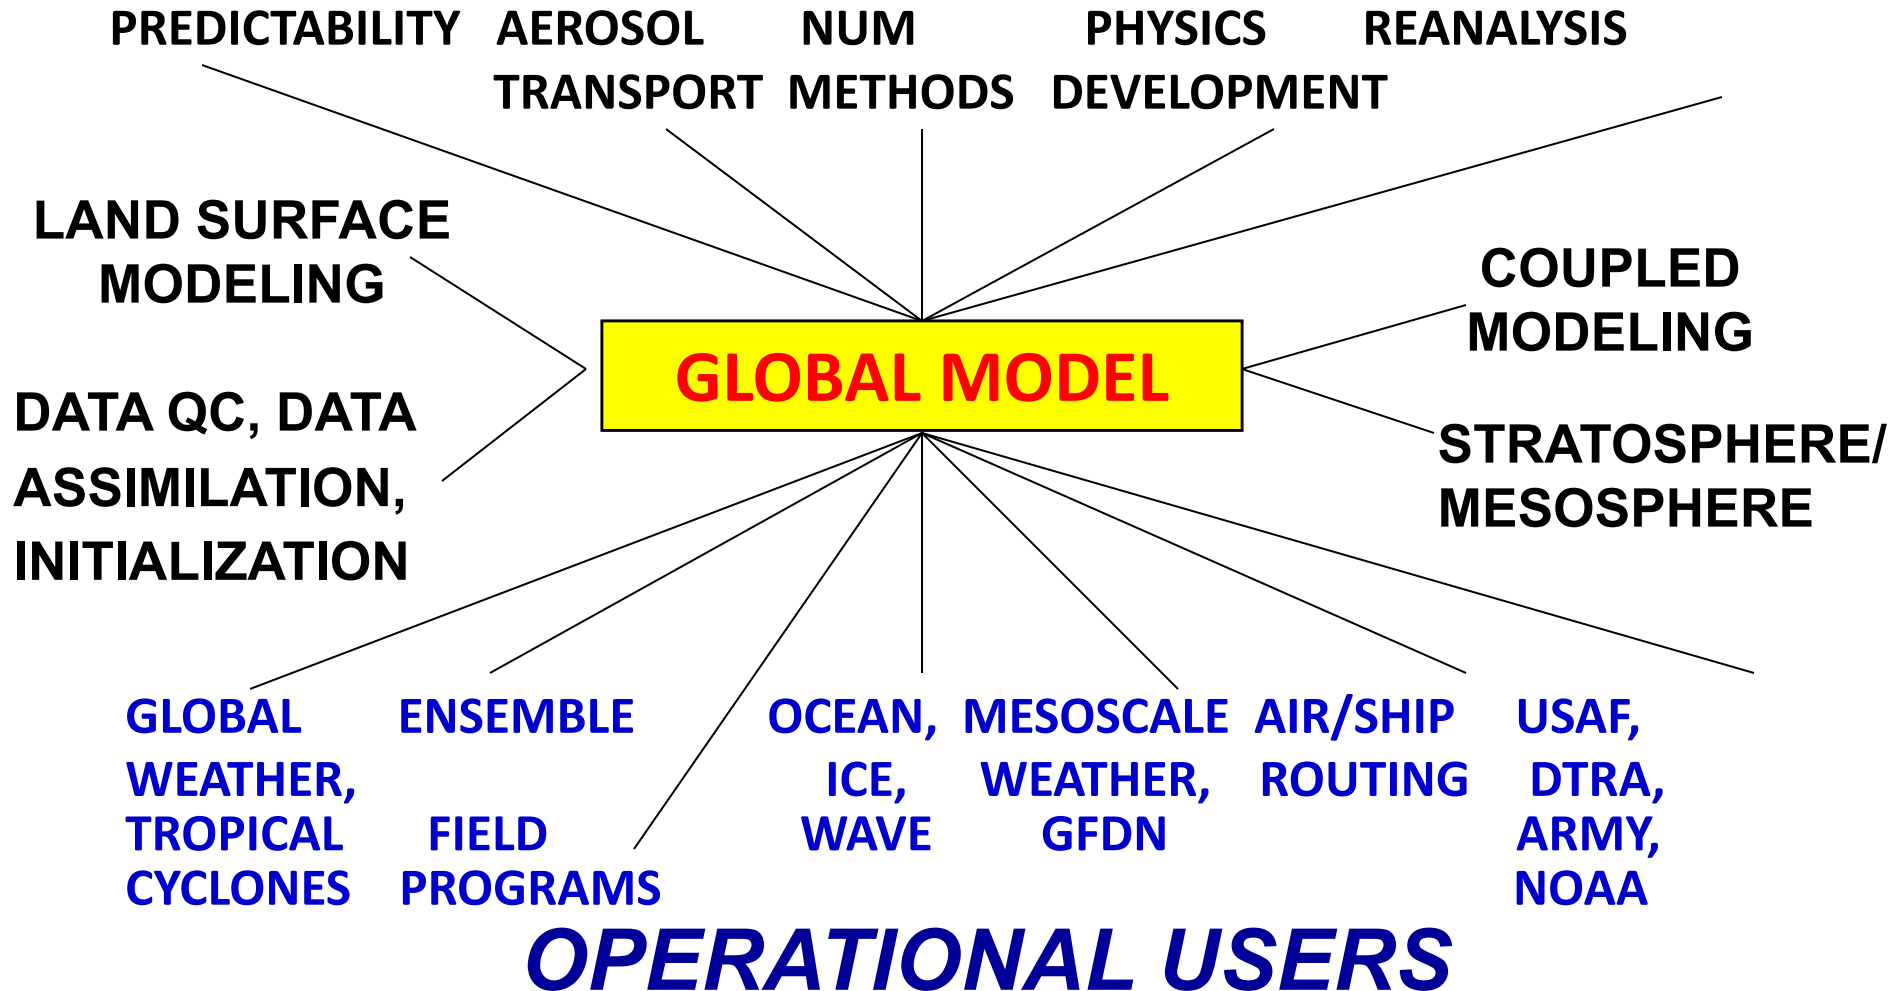 PREDICTABILITY AEROSOL NUM PHYSICS REANALYSIS
TRANSPORT METHODS DEVELOPMENT
LAND SURFACE
MODELING
COUPLED
MODELING
GLOBAL MODEL
DATA QC, DATA
ASSIMILATION,
INITIALIZATION
STRATOSPHERE/
MESOSPHERE
GLOBAL ENSEMBLE OCEAN, MESOSCALE AIR/SHIP USAF,
WEATHER, ICE, WEATHER, ROUTING DTRA,
TROPICAL FIELD WAVE GFDN ARMY,
CYCLONES PROGRAMS NOAA
OPERATIONAL USERS